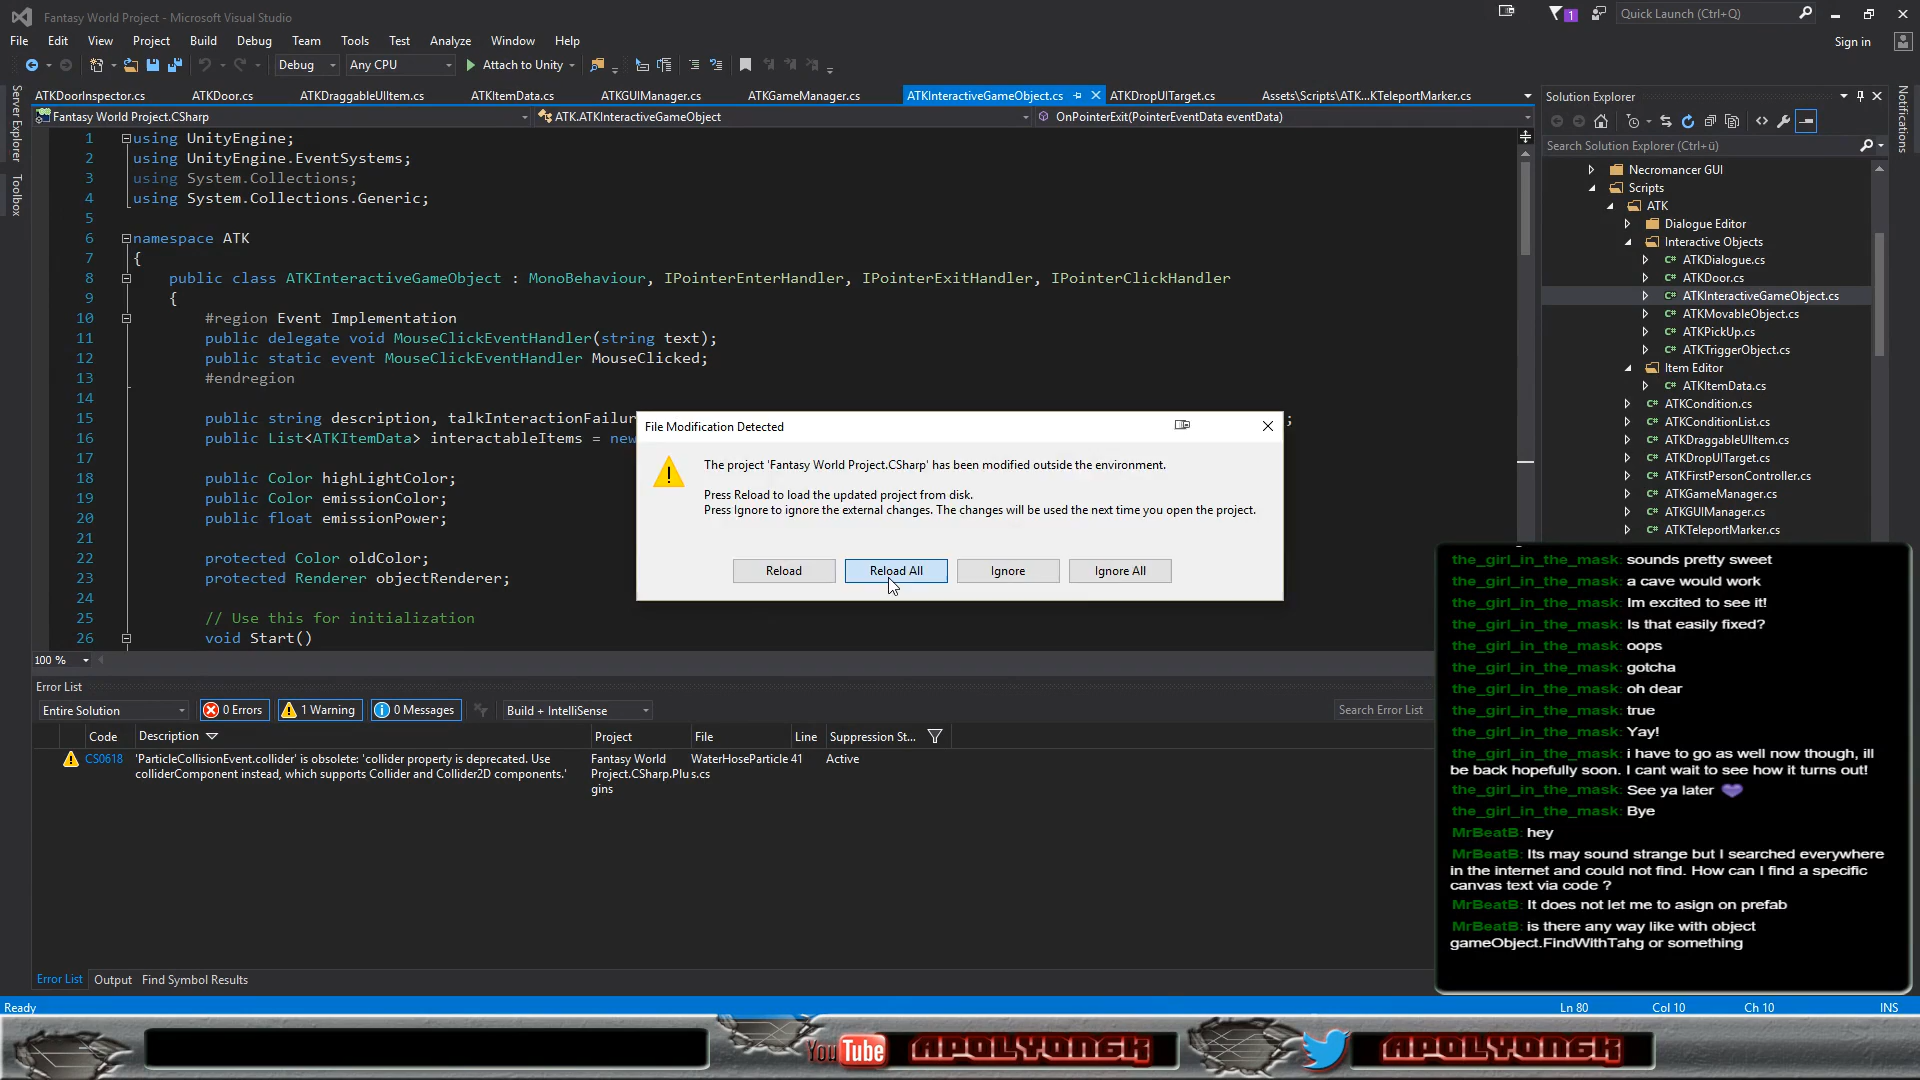 Fantasy World Project - Microsoft Visual Studio
1
Quick Launch (Ctrl+Q)
File Edit View Project Build Debug Team Tools Test Analyze Window Help
Sign in
Debug Any CPU Attach to Unity
Server Explorer
Toolbox
Notifications
ATKDoorInspector.cs ATKDoor.cs ATKDraggableUIItem.cs ATKItemData.cs ATKGUIManager.cs ATKGameManager.cs ATKInteractiveGameObject.cs ATKDropUITarget.cs Assets\Scripts\ATK...KTeleportMarker.cs
Fantasy World Project.CSharp ATK.ATKInteractiveGameObject OnPointerExit(PointerEventData eventData)
1 using UnityEngine;
2 using UnityEngine.EventSystems;
3 using System.Collections;
4 using System.Collections.Generic;
5
6 namespace ATK
7 {
8 public class ATKInteractiveGameObject : MonoBehaviour, IPointerEnterHandler, IPointerExitHandler, IPointerClickHandler
9 {
10 #region Event Implementation
11 public delegate void MouseClickEventHandler(string text);
12 public static event MouseClickEventHandler MouseClicked;
13 #endregion
14
15 public string description, talkInteractionFailur ;
16 public List<ATKItemData> interactableItems = new
17
18 public Color highLightColor;
19 public Color emissionColor;
20 public float emissionPower;
21
22 protected Color oldColor;
23 protected Renderer objectRenderer;
24
25 // Use this for initialization
26 void Start()
100 %
File Modification Detected
The project 'Fantasy World Project.CSharp' has been modified outside the environment.
Press Reload to load the updated project from disk.
Press Ignore to ignore the external changes. The changes will be used the next time you open the project.
Reload Reload All Ignore Ignore All
Solution Explorer
Search Solution Explorer (Ctrl+ü)
Necromancer GUI
Scripts
ATK
Dialogue Editor
Interactive Objects
C# ATKDialogue.cs
C# ATKDoor.cs
C# ATKInteractiveGameObject.cs
C# ATKMovableObject.cs
C# ATKPickUp.cs
C# ATKTriggerObject.cs
Item Editor
C# ATKItemData.cs
C# ATKCondition.cs
C# ATKConditionList.cs
C# ATKDraggableUIItem.cs
C# ATKDropUITarget.cs
C# ATKFirstPersonController.cs
C# ATKGameManager.cs
C# ATKGUIManager.cs
C# ATKTeleportMarker.cs
Error List
Entire Solution 0 Errors 1 Warning 0 Messages Build + IntelliSense Search Error List
Code Description Project File Line Suppression St...
CS0618 'ParticleCollisionEvent.collider' is obsolete: 'collider property is deprecated. Use Fantasy World WaterHoseParticle 41 Active
colliderComponent instead, which supports Collider and Collider2D components.' Project.CSharp.Plu s.cs
gins
Error List Output Find Symbol Results
Ready Ln 80 Col 10 Ch 10 INS
the_girl_in_the_mask: sounds pretty sweet
the_girl_in_the_mask: a cave would work
the_girl_in_the_mask: Im excited to see it!
the_girl_in_the_mask: Is that easily fixed?
the_girl_in_the_mask: oops
the_girl_in_the_mask: gotcha
the_girl_in_the_mask: oh dear
the_girl_in_the_mask: true
the_girl_in_the_mask: Yay!
the_girl_in_the_mask: i have to go as well now though, ill
be back hopefully soon. I cant wait to see how it turns out!
the_girl_in_the_mask: See ya later
the_girl_in_the_mask: Bye
MrBeatB: hey
MrBeatB: Its may sound strange but I searched everywhere
in the internet and could not find. How can I find a specific
canvas text via code ?
MrBeatB: It does not let me to asign on prefab
MrBeatB: is there any way like with object
gameObject.FindWithTahg or something
YouTube APOLYONGK APOLYONGK